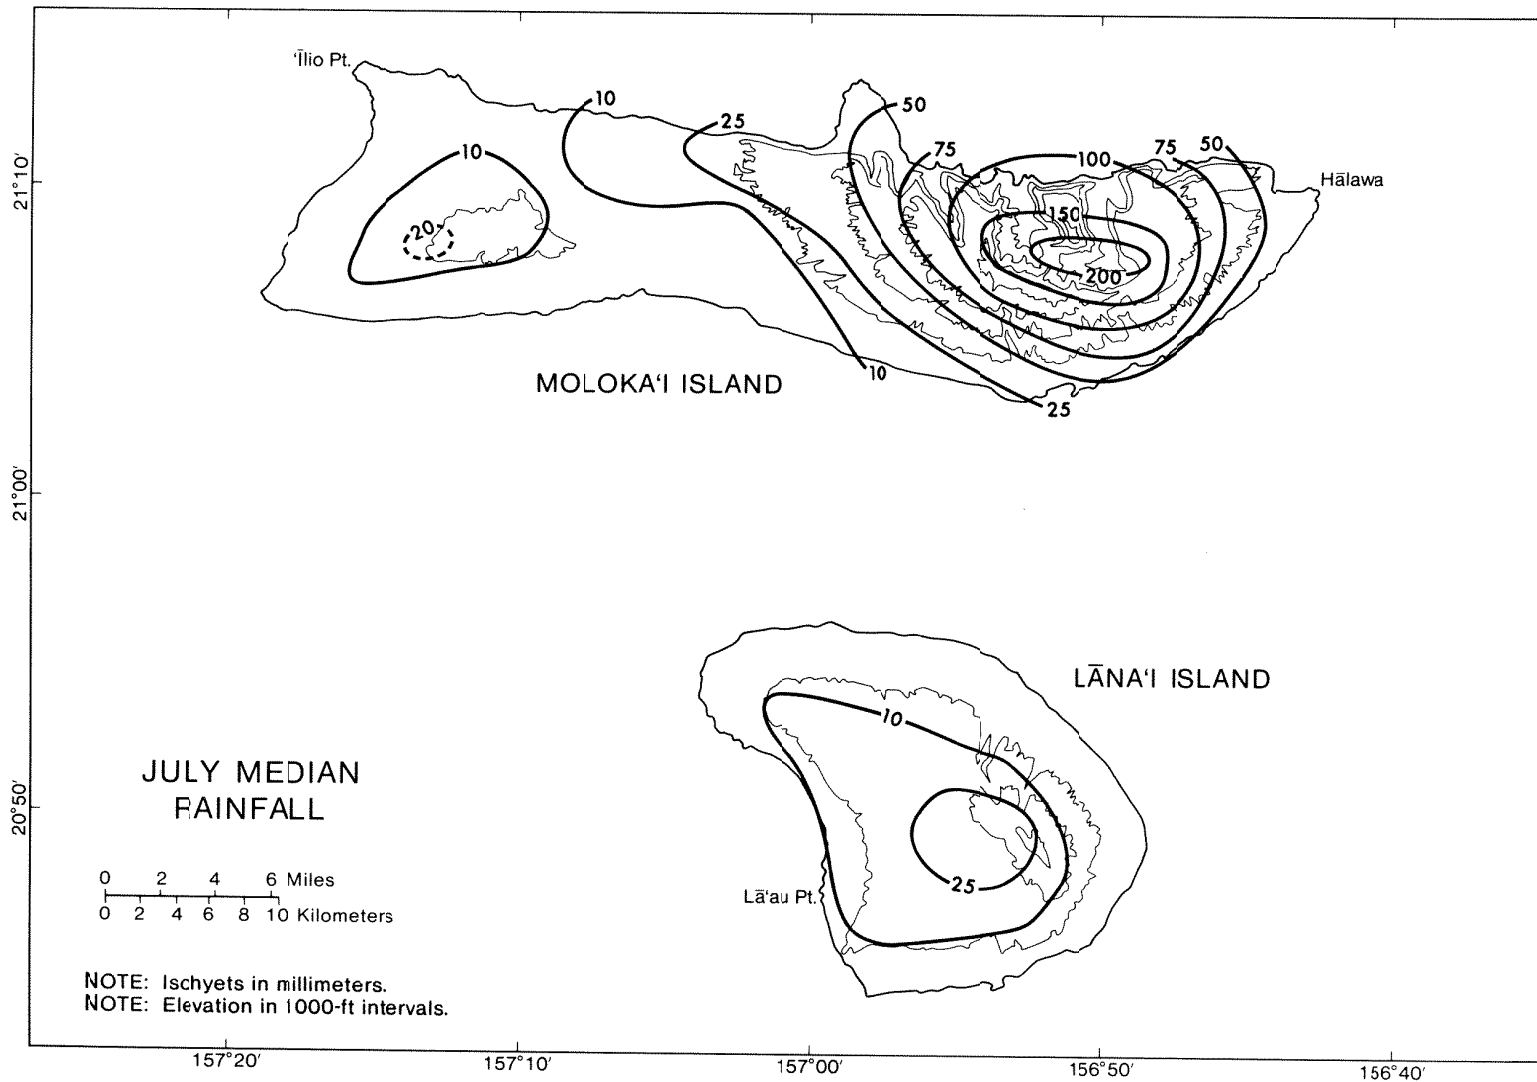 ʻĪlio Pt.
10
25
50
75
100
75
50
10
Hālawa
21°10′
20
150
200
10
25
MOLOKAʻI ISLAND
21°00′
LĀNAʻI ISLAND
10
JULY MEDIAN
RAINFALL
20°50′
25
Lāʻau Pt.
0 2 4 6 Miles
0 2 4 6 8 10 Kilometers
NOTE: Ischyets in millimeters.
NOTE: Elevation in 1000-ft intervals.
157°20′ 157°10′ 157°00′ 156°50′ 156°40′